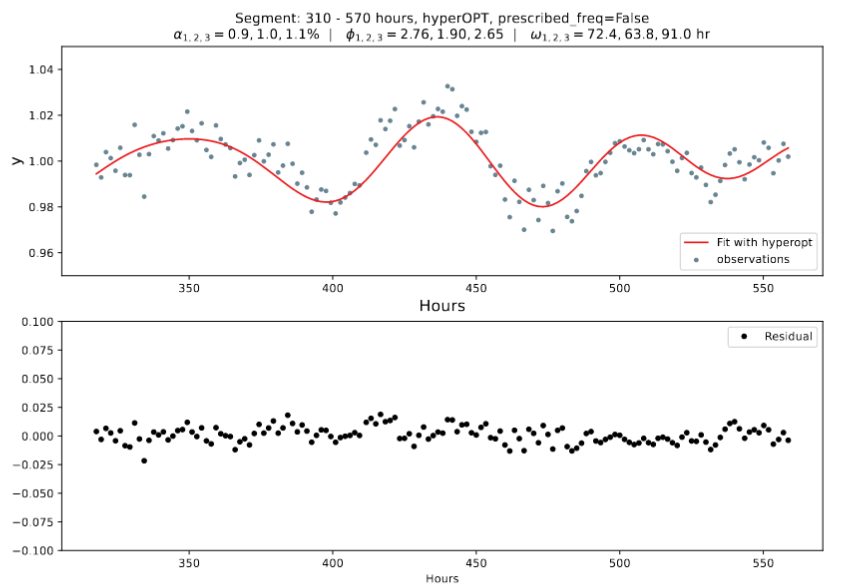 Segment: 310 - 570 hours, hyperOPT, prescribed_freq=False
α1, 2, 3 = 0.9, 1.0, 1.1% | ϕ1, 2, 3 = 2.76, 1.90, 2.65 | ω1, 2, 3 = 72.4, 63.8, 91.0 hr
1.04
1.02
1.00
0.98
0.96
y
Fit with hyperopt
observations
350 400 450 500 550
Hours
0.100
0.075
0.050
0.025
0.000
−0.025
−0.050
−0.075
−0.100
Residual
350 400 450 500 550
Hours